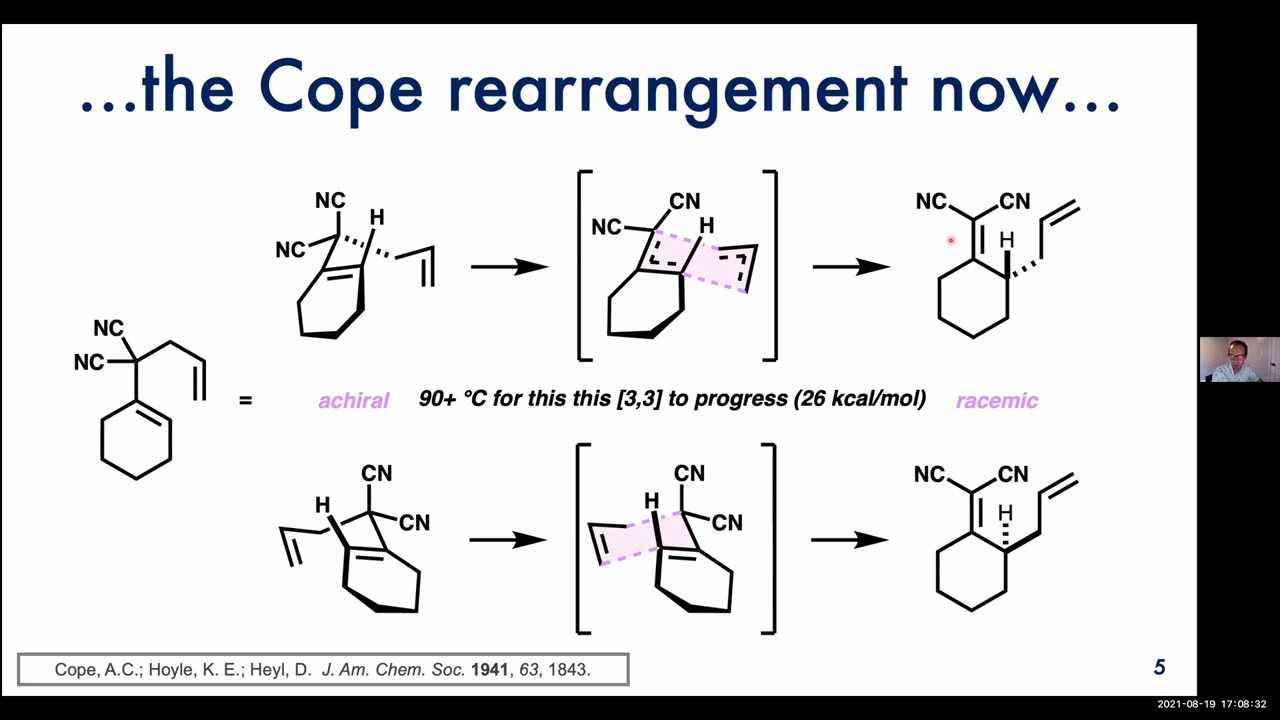 ...the Cope rearrangement now...
NC
H
NC
CN
NC
H
NC
CN
H
NC
NC
=
achiral
90+ °C for this this [3,3] to progress (26 kcal/mol)
racemic
CN
H
CN
CN
H
CN
NC
CN
H
Cope, A.C.; Hoyle, K. E.; Heyl, D. J. Am. Chem. Soc. 1941, 63, 1843.
5
2021-08-19 17:08:32